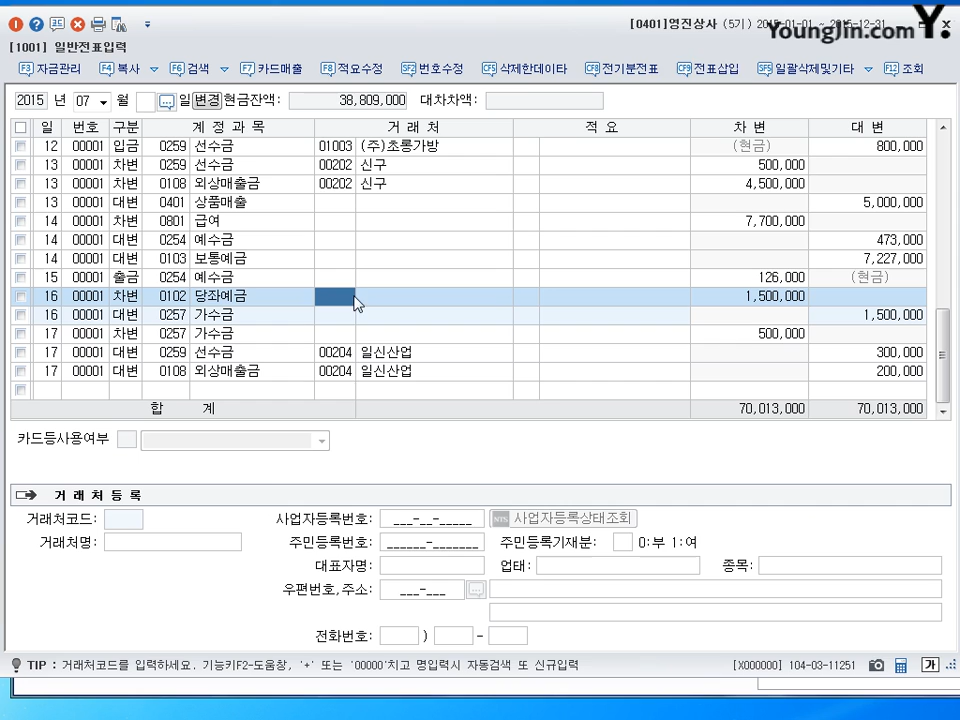 [0401]영진상사 (5기) 2015-01-01 ~ 2015-12-31
YoungJin.com Y.
[1001] 일반전표입력
F3 자금관리 F4 복사 F6 검색 F7 카드매출 F8 적요수정 SF2 번호수정 CF5 삭제한데이타 CF8 전기분전표 CF9 전표삽입 SF5 일괄삭제및기타 F12 조회
2015 년 07 월 일 변경 현금잔액: 38,809,000 대차차액:
일 번호 구분 계 정 과 목 거 래 처 적 요 차 변 대 변
12 00001 입금 0259 선수금 01003 (주)초롱가방 (현금) 800,000
13 00001 차변 0259 선수금 00202 신구 500,000
13 00001 차변 0108 외상매출금 00202 신구 4,500,000
13 00001 대변 0401 상품매출 5,000,000
14 00001 차변 0801 급여 7,700,000
14 00001 대변 0254 예수금 473,000
14 00001 대변 0103 보통예금 7,227,000
15 00001 출금 0254 예수금 126,000 (현금)
16 00001 차변 0102 당좌예금 1,500,000
16 00001 대변 0257 가수금 1,500,000
17 00001 차변 0257 가수금 500,000
17 00001 대변 0259 선수금 00204 일신산업 300,000
17 00001 대변 0108 외상매출금 00204 일신산업 200,000
합 계 70,013,000 70,013,000
카드등사용여부
거 래 처 등 록
거래처코드: 사업자등록번호: ___-__-_____ NTS 사업자등록상태조회
거래처명: 주민등록번호: ______-_______ 주민등록기재분: 0:부 1:여
대표자명: 업태: 종목:
우편번호,주소: ___-___
전화번호: ) -
TIP : 거래처코드를 입력하세요. 기능키F2-도움창, '+' 또는 '00000'치고 명입력시 자동검색 또 신규입력 [X000000] 104-03-11251 가